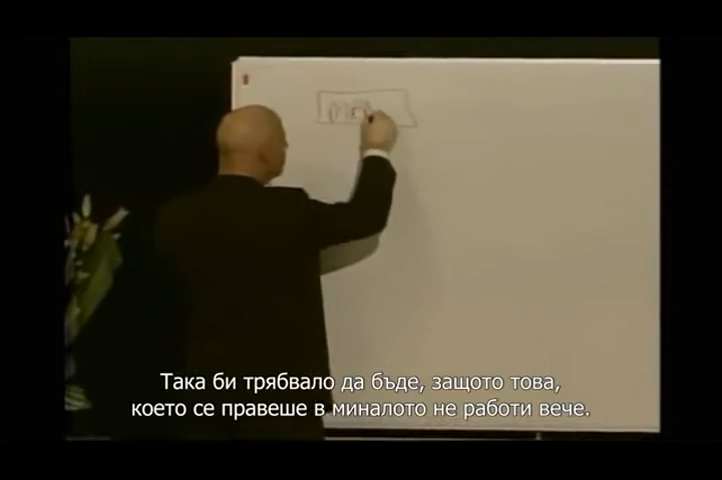 Така би трябвало да бъде, защото това,
което се правеше в миналото не работи вече.